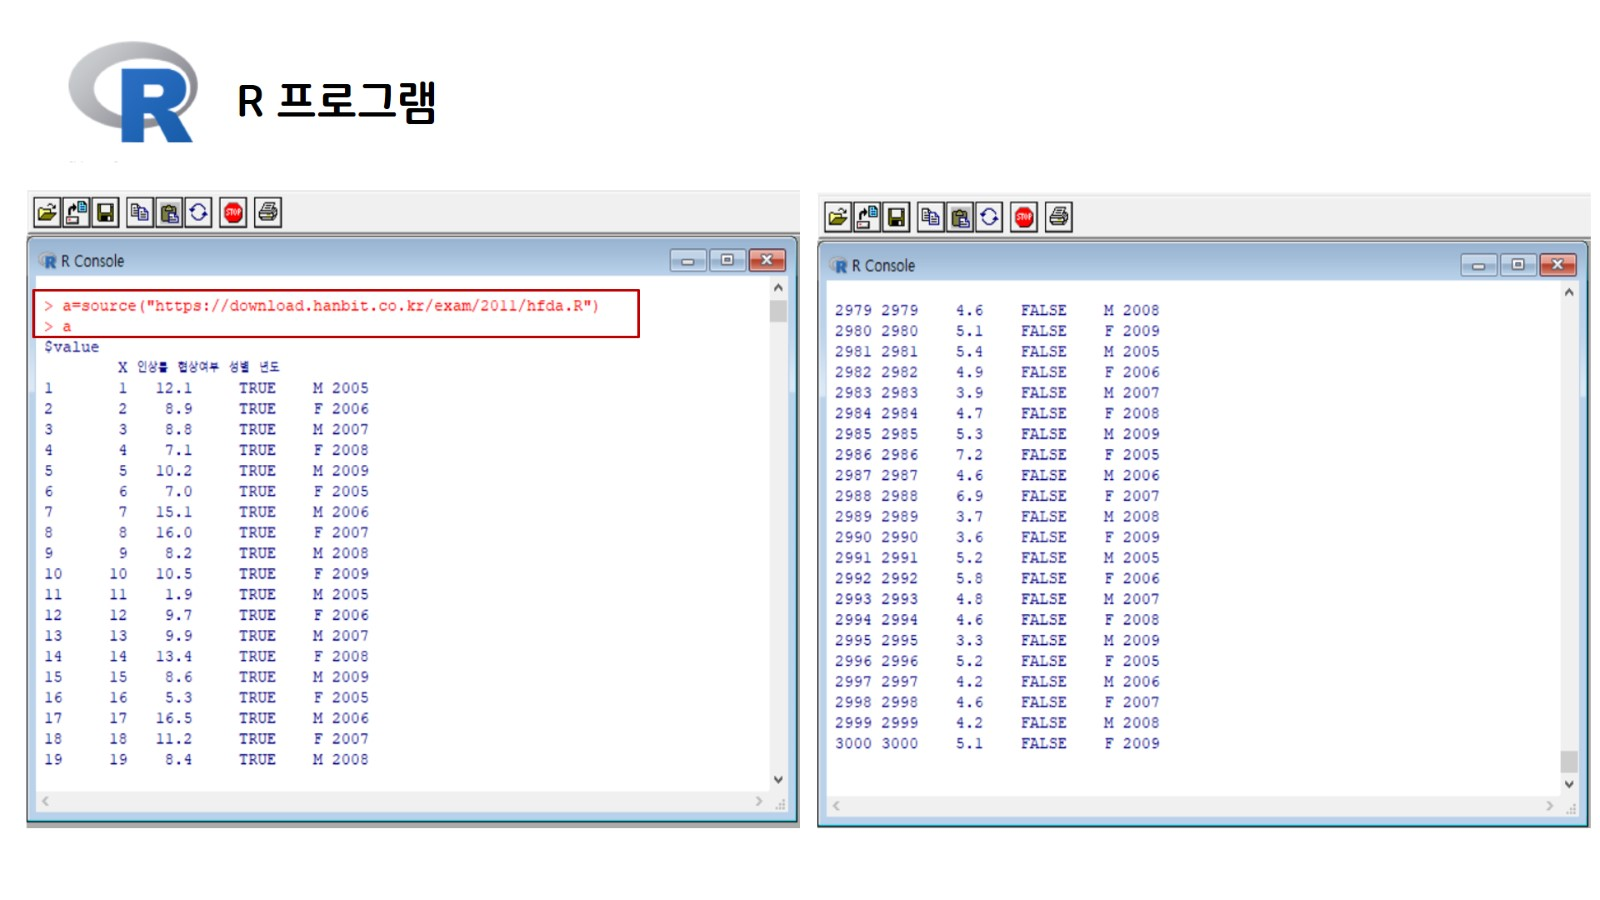 R 프로그램
R Console
> a=source("https://download.hanbit.co.kr/exam/2011/hfda.R")
> a
$value
X 인상률 협상여부 성별 년도
1 1 12.1 TRUE M 2005
2 2 8.9 TRUE F 2006
3 3 8.8 TRUE M 2007
4 4 7.1 TRUE F 2008
5 5 10.2 TRUE M 2009
6 6 7.0 TRUE F 2005
7 7 15.1 TRUE M 2006
8 8 16.0 TRUE F 2007
9 9 8.2 TRUE M 2008
10 10 10.5 TRUE F 2009
11 11 1.9 TRUE M 2005
12 12 9.7 TRUE F 2006
13 13 9.9 TRUE M 2007
14 14 13.4 TRUE F 2008
15 15 8.6 TRUE M 2009
16 16 5.3 TRUE F 2005
17 17 16.5 TRUE M 2006
18 18 11.2 TRUE F 2007
19 19 8.4 TRUE M 2008
R Console
2979 2979 4.6 FALSE M 2008
2980 2980 5.1 FALSE F 2009
2981 2981 5.4 FALSE M 2005
2982 2982 4.9 FALSE F 2006
2983 2983 3.9 FALSE M 2007
2984 2984 4.7 FALSE F 2008
2985 2985 5.3 FALSE M 2009
2986 2986 7.2 FALSE F 2005
2987 2987 4.6 FALSE M 2006
2988 2988 6.9 FALSE F 2007
2989 2989 3.7 FALSE M 2008
2990 2990 3.6 FALSE F 2009
2991 2991 5.2 FALSE M 2005
2992 2992 5.8 FALSE F 2006
2993 2993 4.8 FALSE M 2007
2994 2994 4.6 FALSE F 2008
2995 2995 3.3 FALSE M 2009
2996 2996 5.2 FALSE F 2005
2997 2997 4.2 FALSE M 2006
2998 2998 4.6 FALSE F 2007
2999 2999 4.2 FALSE M 2008
3000 3000 5.1 FALSE F 2009